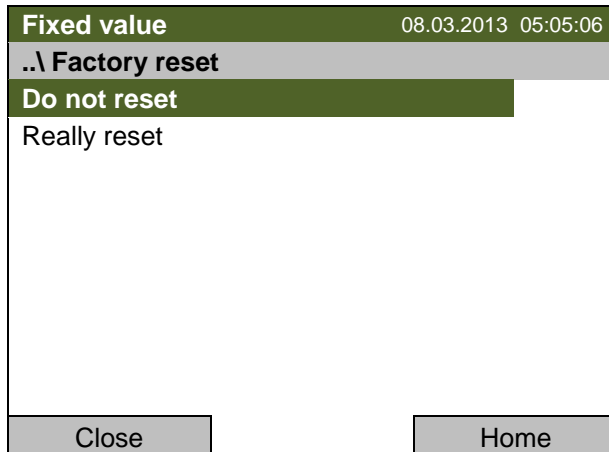 Fixed value 08.03.2013 05:05:06
..\ Factory reset
Do not reset
Really reset
Close Home